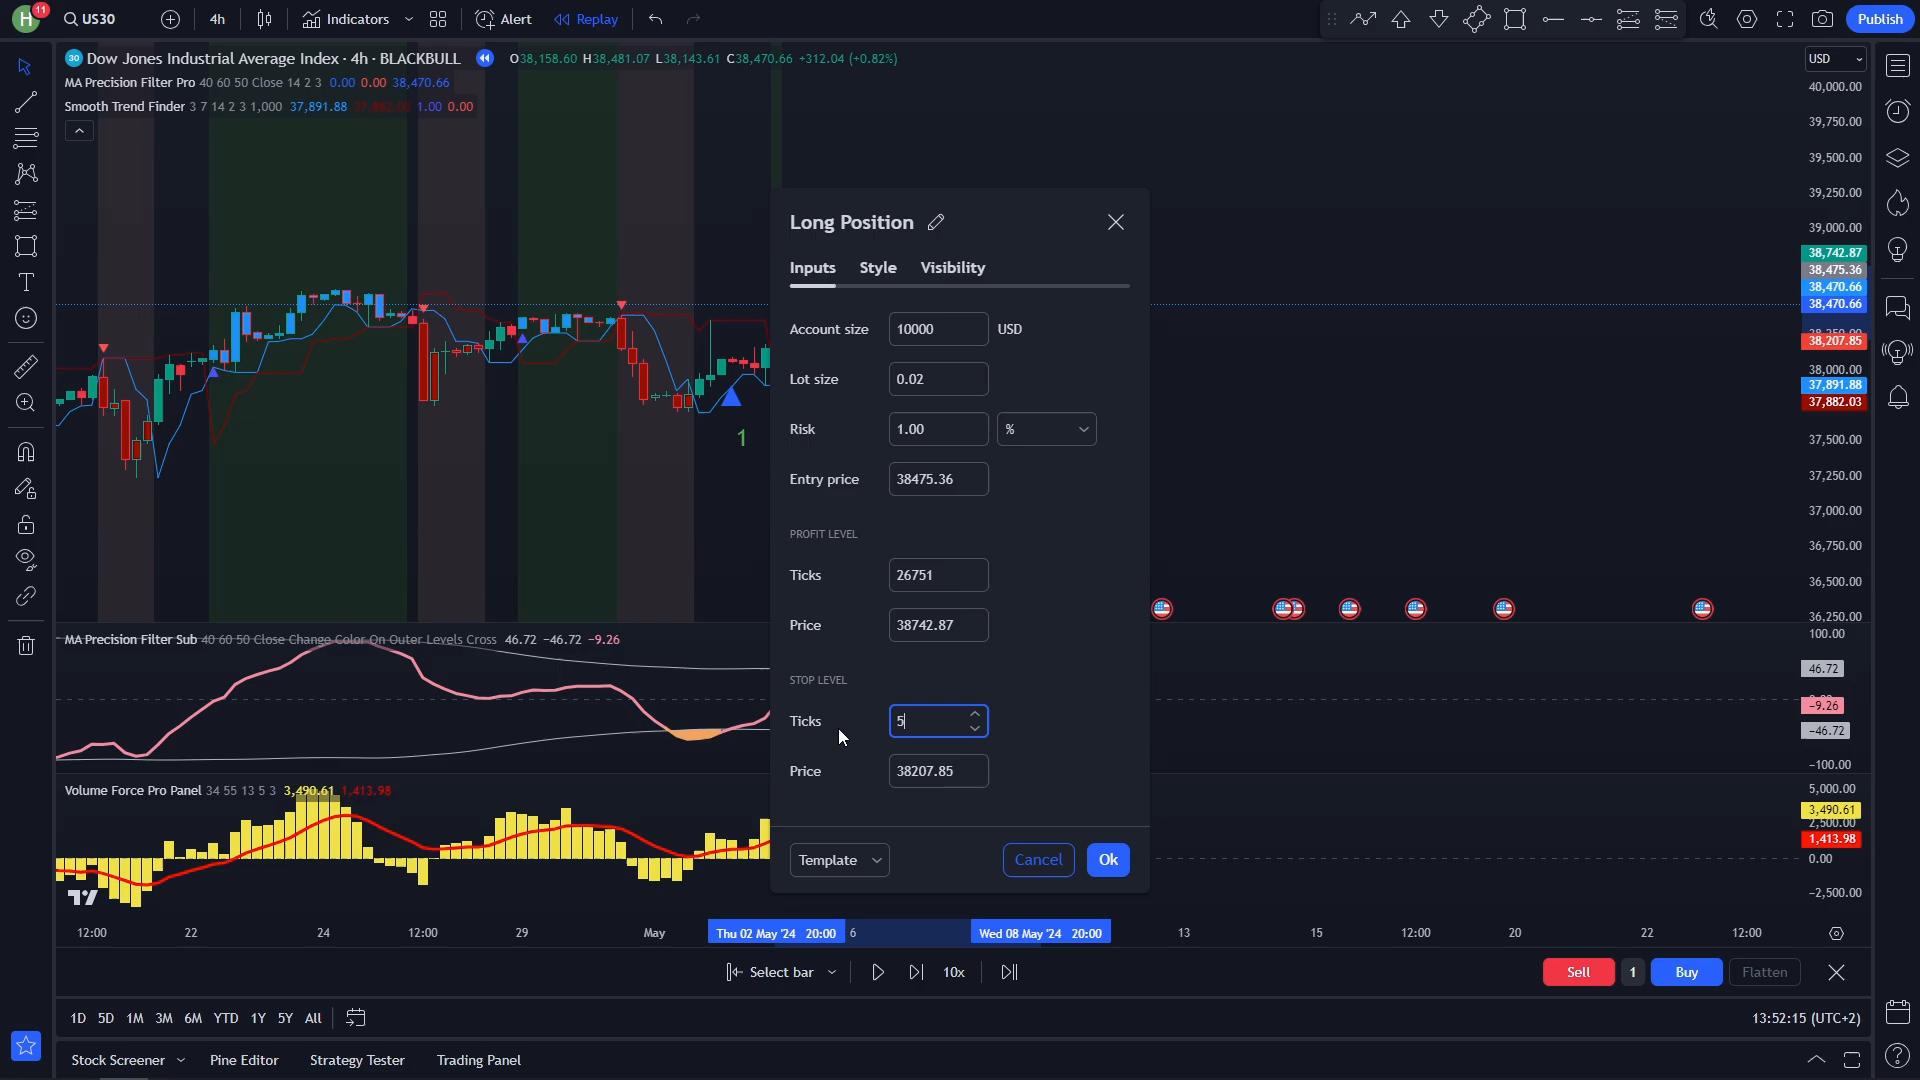 H 11 US30 4h Indicators Alert Replay Publish
30 Dow Jones Industrial Average Index · 4h · BLACKBULL O38,158.60 H38,481.07 L38,143.61 C38,470.66 +312.04 (+0.82%)
MA Precision Filter Pro 40 60 50 Close 14 2 3 0.00 0.00 38,470.66
Smooth Trend Finder 3 7 14 2 3 1,000 37,891.88 37,882.03 1.00 0.00
USD
40,000.00
39,750.00
39,500.00
39,250.00
39,000.00
38,742.87
38,475.36
38,470.66
38,470.66
38,207.85
38,000.00
37,891.88
37,882.03
37,500.00
37,250.00
37,000.00
36,750.00
36,500.00
36,250.00
1
Long Position
Inputs Style Visibility
Account size 10000 USD
Lot size 0.02
Risk 1.00 %
Entry price 38475.36
PROFIT LEVEL
Ticks 26751
Price 38742.87
STOP LEVEL
Ticks 5
Price 38207.85
Template Cancel Ok
MA Precision Filter Sub 40 60 50 Close Change Color On Outer Levels Cross 46.72 −46.72 −9.26
100.00
46.72
−9.26
−46.72
−100.00
Volume Force Pro Panel 34 55 13 5 3 3,490.61 1,413.98
5,000.00
3,490.61
2,500.00
1,413.98
0.00
−2,500.00
12:00 22 24 12:00 29 May Thu 02 May '24 20:00 6 Wed 08 May '24 20:00 13 15 12:00 20 22 12:00
Select bar 10x Sell 1 Buy Flatten
1D 5D 1M 3M 6M YTD 1Y 5Y All 13:52:15 (UTC+2)
Stock Screener Pine Editor Strategy Tester Trading Panel